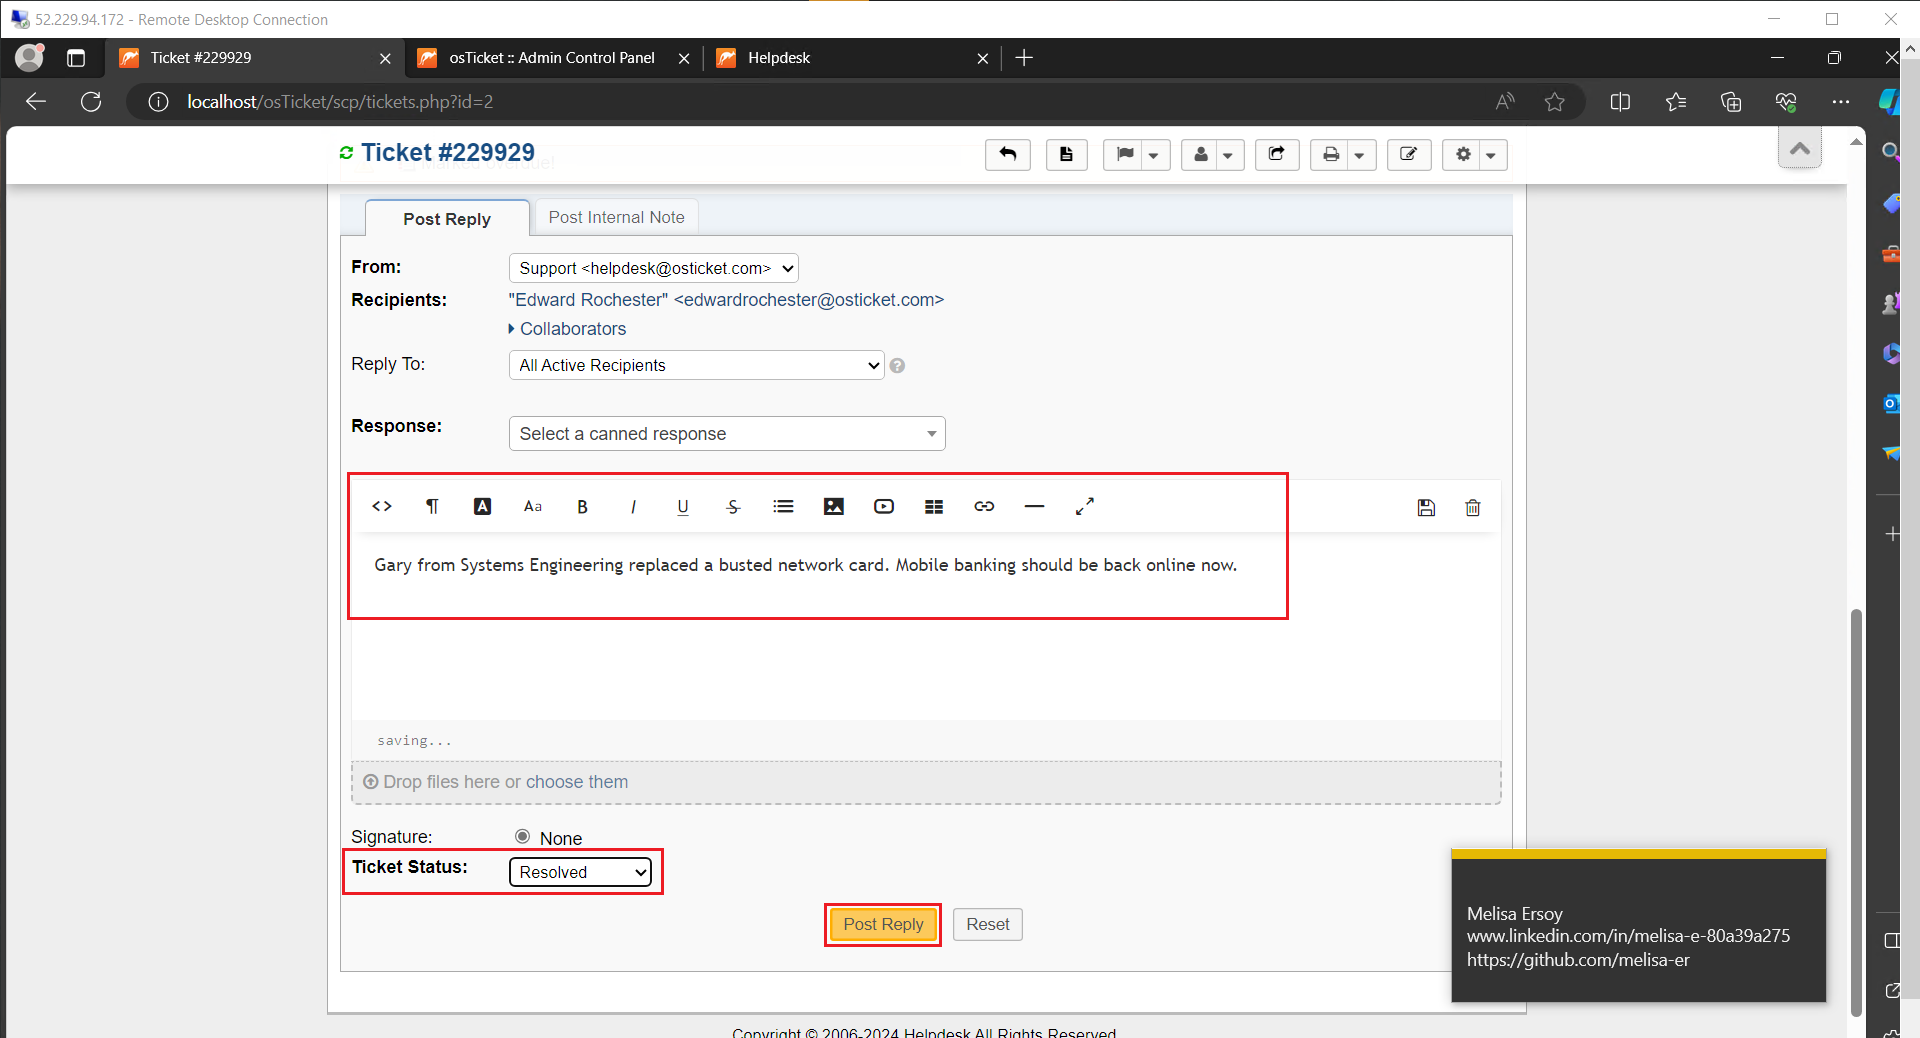 52.229.94.172 - Remote Desktop Connection
Ticket #229929
osTicket :: Admin Control Panel
Helpdesk
localhost/osTicket/scp/tickets.php?id=2
Ticket #229929
Post Reply
Post Internal Note
From:
Support <helpdesk@osticket.com>
Recipients:
"Edward Rochester" <edwardrochester@osticket.com>
Collaborators
Reply To:
All Active Recipients
Response:
Select a canned response
Gary from Systems Engineering replaced a busted network card. Mobile banking should be back online now.
saving...
Drop files here or choose them
Signature:
None
Ticket Status:
Resolved
Post Reply
Reset
Melisa Ersoy
www.linkedin.com/in/melisa-e-80a39a275
https://github.com/melisa-er
Copyright © 2006-2024 Helpdesk All Rights Reserved.